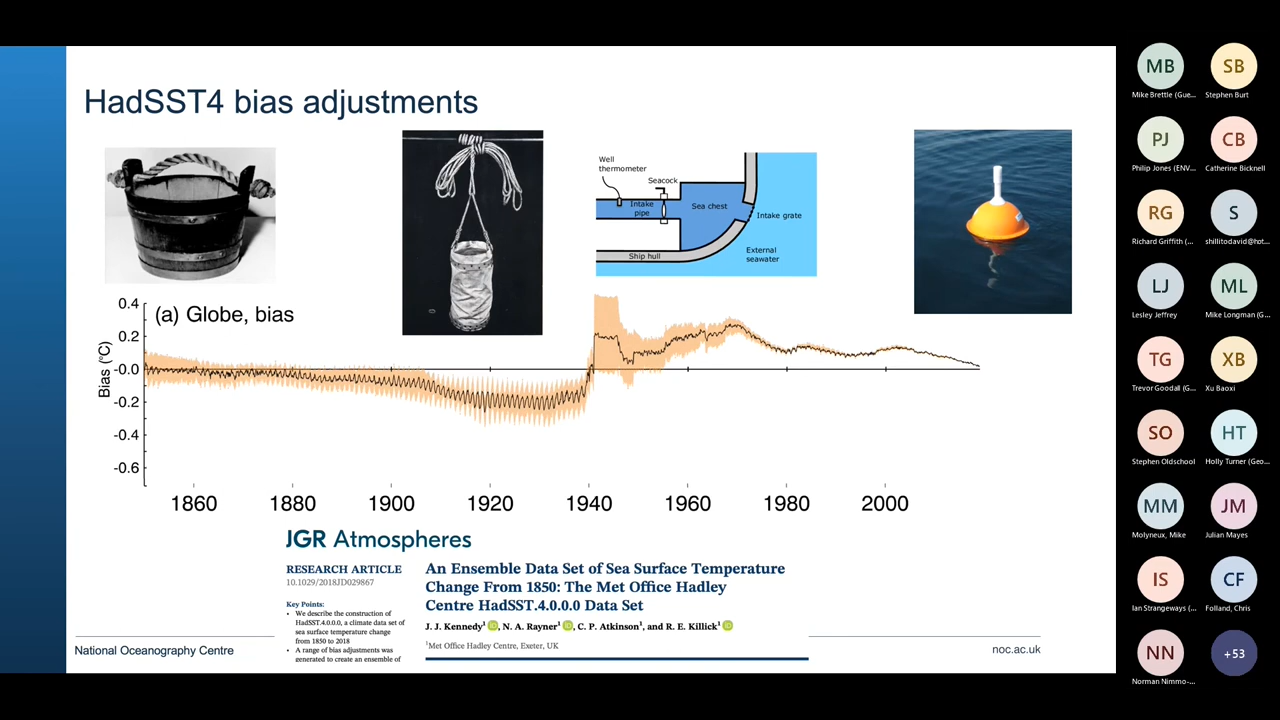 HadSST4 bias adjustments
Well
thermometer
Seacock
Intake
pipe
Sea chest
Intake grate
External
seawater
Ship hull
(a) Globe, bias
Bias (°C)
0.4
0.2
-0.0
-0.2
-0.4
-0.6
1860 1880 1900 1920 1940 1960 1980 2000
JGR Atmospheres
RESEARCH ARTICLE
10.1029/2018JD029867
Key Points:
• We describe the construction of
HadSST.4.0.0.0, a climate data set of
sea surface temperature change
from 1850 to 2018
• A range of bias adjustments was
generated to create an ensemble of
An Ensemble Data Set of Sea Surface Temperature
Change From 1850: The Met Office Hadley
Centre HadSST.4.0.0.0 Data Set
J. J. Kennedy¹ iD, N. A. Rayner¹ iD, C. P. Atkinson¹, and R. E. Killick¹ iD
¹Met Office Hadley Centre, Exeter, UK
National Oceanography Centre
noc.ac.uk
MB SB
Mike Brettle (Gue... Stephen Burt
PJ CB
Philip Jones (ENV... Catherine Bicknell
RG S
Richard Griffith (... shillitodavid@hot...
LJ ML
Lesley Jeffrey Mike Longman (G...
TG XB
Trevor Goodall (G... Xu Baoxi
SO HT
Stephen Oldschool Holly Turner (Geo...
MM JM
Molyneux, Mike Julian Mayes
IS CF
Ian Strangeways (... Folland, Chris
NN +53
Norman Nimmo-...